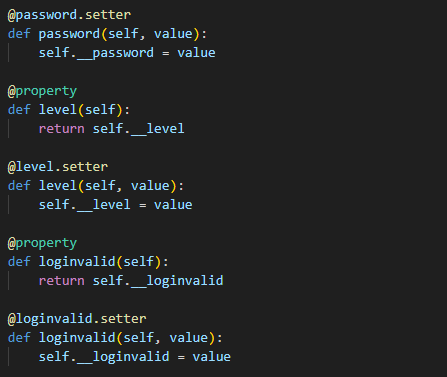 @password.setter
def password(self, value):
    self.__password = value
@property
def level(self):
    return self.__level
@level.setter
def level(self, value):
    self.__level = value
@property
def loginvalid(self):
    return self.__loginvalid
@loginvalid.setter
def loginvalid(self, value):
    self.__loginvalid = value